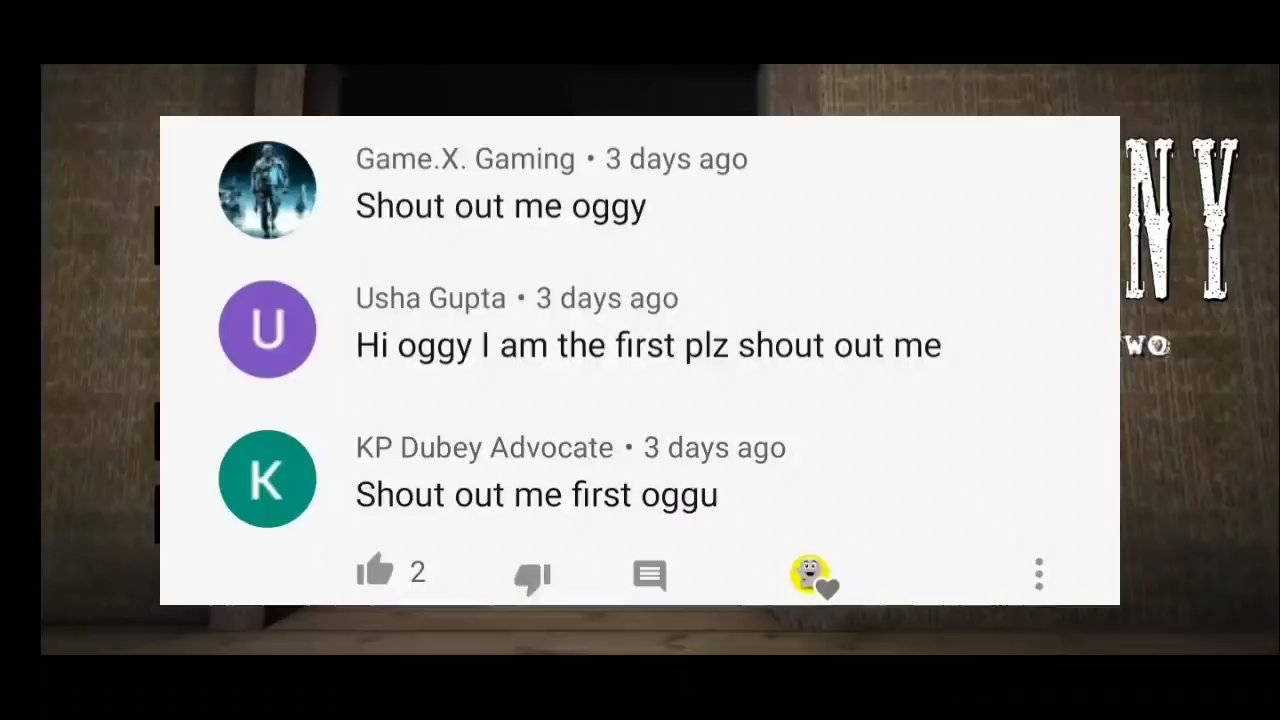 Game.X. Gaming • 3 days ago
Shout out me oggy
Usha Gupta • 3 days ago
U
Hi oggy I am the first plz shout out me
KP Dubey Advocate • 3 days ago
K
Shout out me first oggu
2
NY
WO